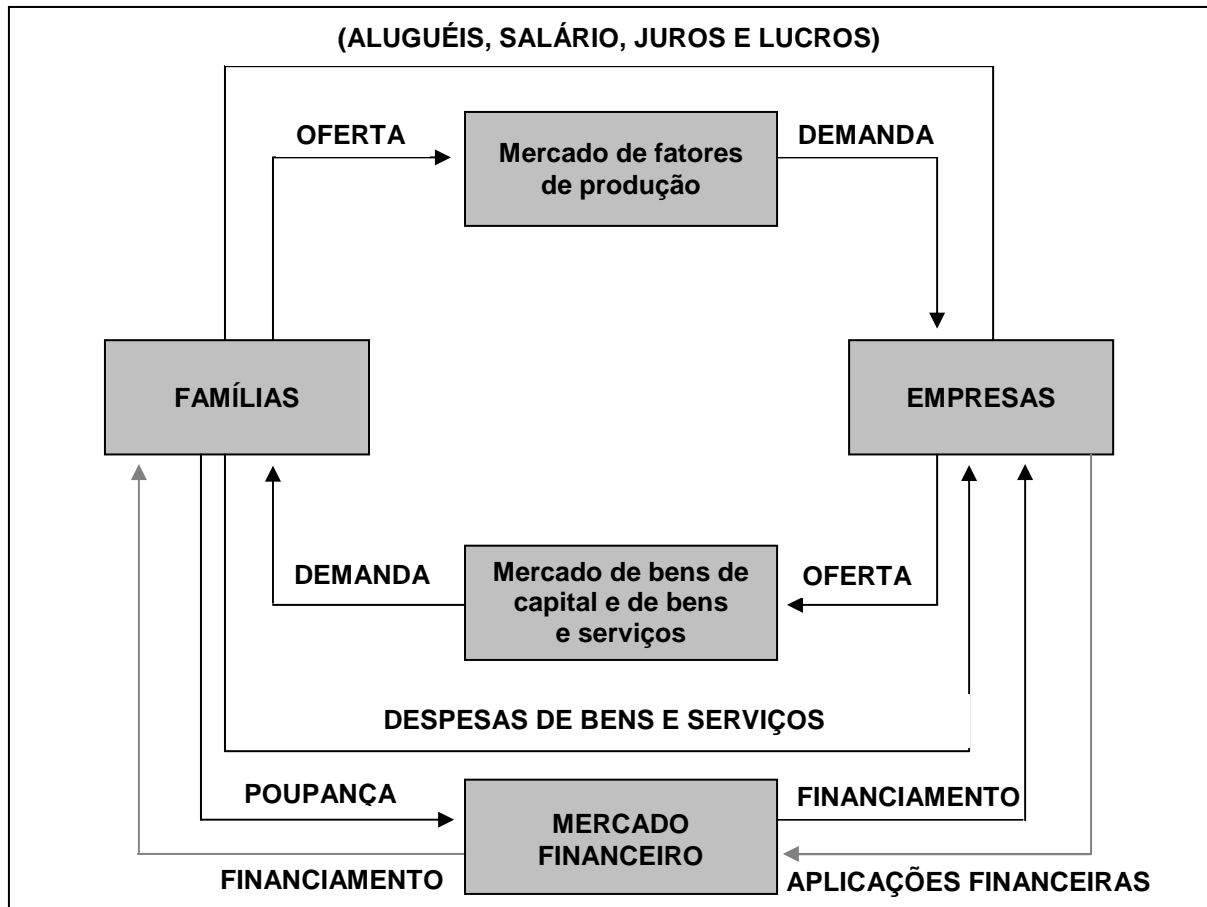 (ALUGUÉIS, SALÁRIO, JUROS E LUCROS)
OFERTA
Mercado de fatores
de produção
DEMANDA
FAMÍLIAS
EMPRESAS
DEMANDA
Mercado de bens de
capital e de bens
e serviços
OFERTA
DESPESAS DE BENS E SERVIÇOS
POUPANÇA
MERCADO
FINANCEIRO
FINANCIAMENTO
FINANCIAMENTO
APLICAÇÕES FINANCEIRAS